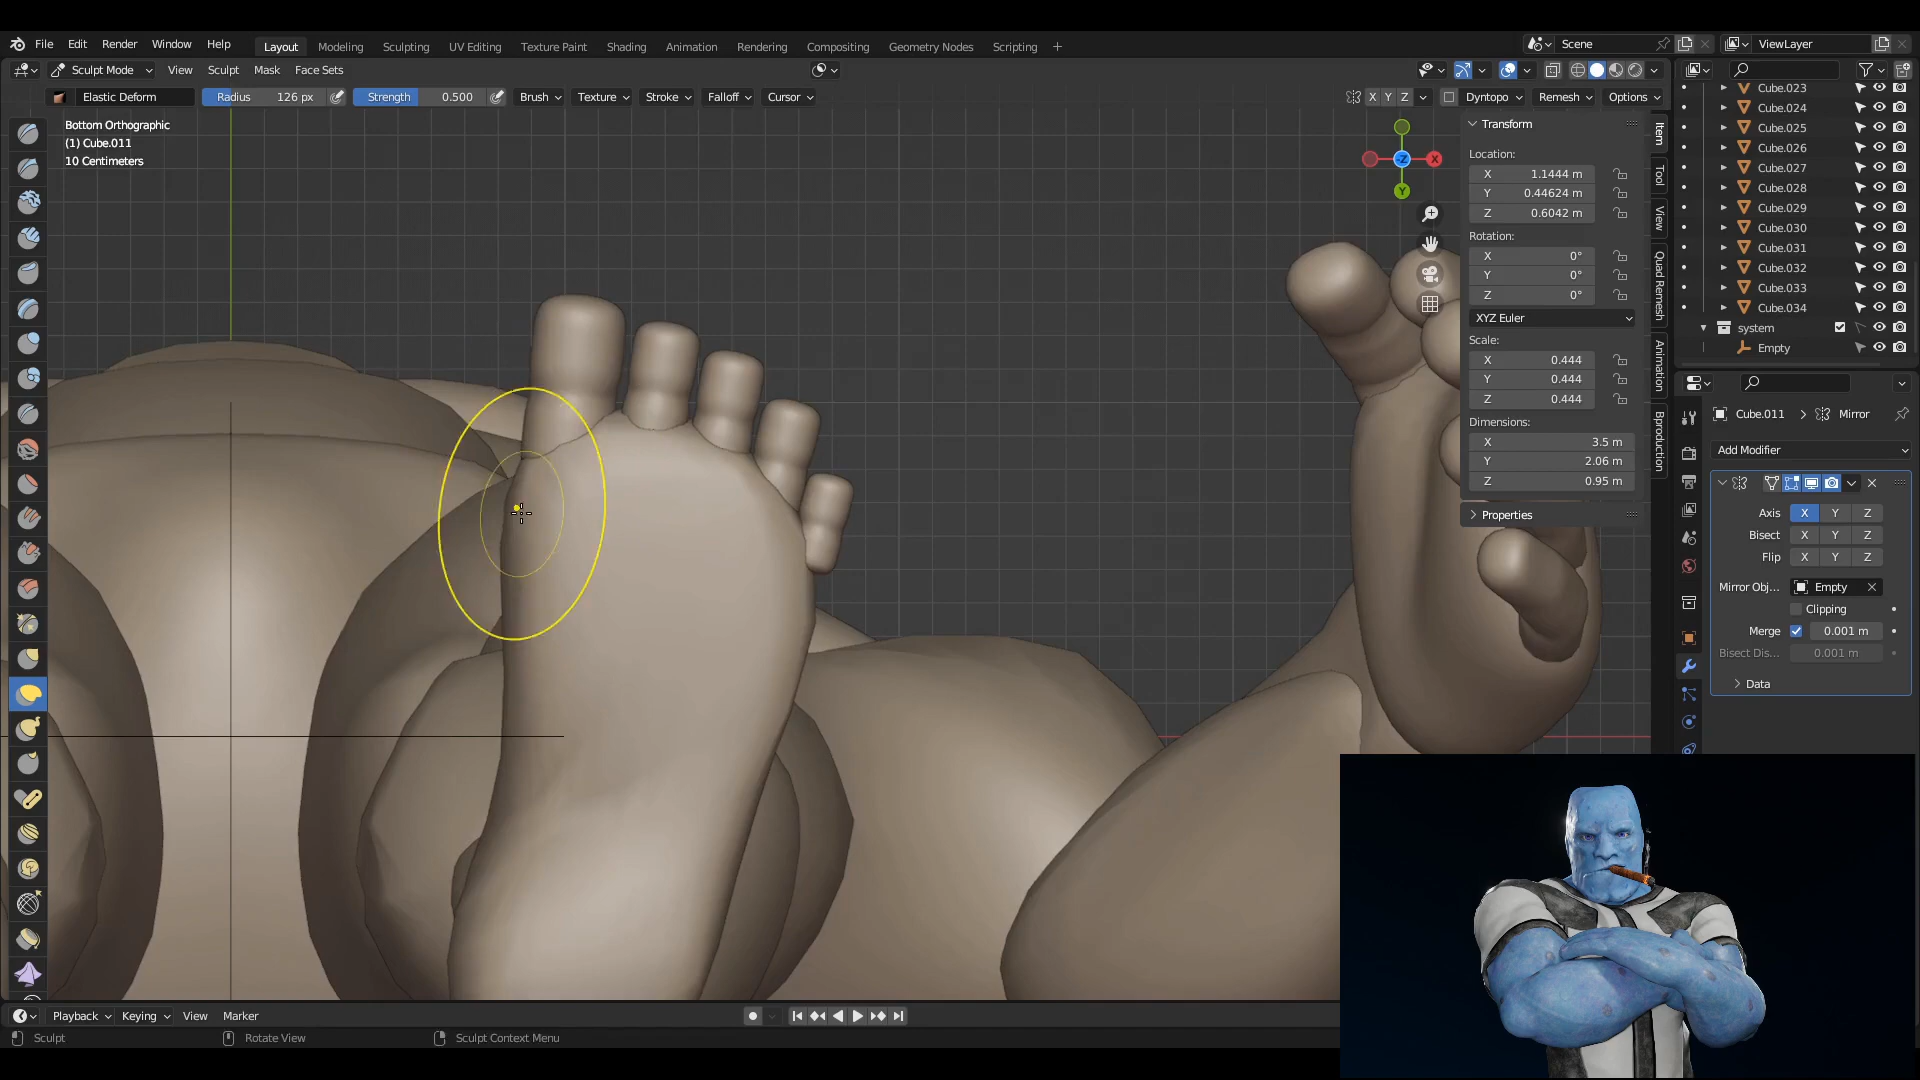 File Edit Render Window Help Layout Modeling Sculpting UV Editing Texture Paint Shading Animation Rendering Compositing Geometry Nodes Scripting + Scene ViewLayer
Sculpt Mode View Sculpt Mask Face Sets
Elastic Deform Radius 126 px Strength 0.500 Brush Texture Stroke Falloff Cursor X Y Z Dyntopo Remesh Options
Bottom Orthographic
(1) Cube.011
10 Centimeters
-Z X Y
Transform
Location:
X 1.1444 m
Y 0.44624 m
Z 0.6042 m
Rotation:
X 0°
Y 0°
Z 0°
XYZ Euler
Scale:
X 0.444
Y 0.444
Z 0.444
Dimensions:
X 3.5 m
Y 2.06 m
Z 0.95 m
Properties
Item
Tool
View
Quad Remesh
Animation
Bproduction
Cube.023
Cube.024
Cube.025
Cube.026
Cube.027
Cube.028
Cube.029
Cube.030
Cube.031
Cube.032
Cube.033
Cube.034
system
Empty
Cube.011 Mirror
Add Modifier
Axis X Y Z
Bisect X Y Z
Flip X Y Z
Mirror Obj... Empty
Clipping
Merge 0.001 m
Bisect Dis... 0.001 m
Data
Playback Keying View Marker
Sculpt Rotate View Sculpt Context Menu